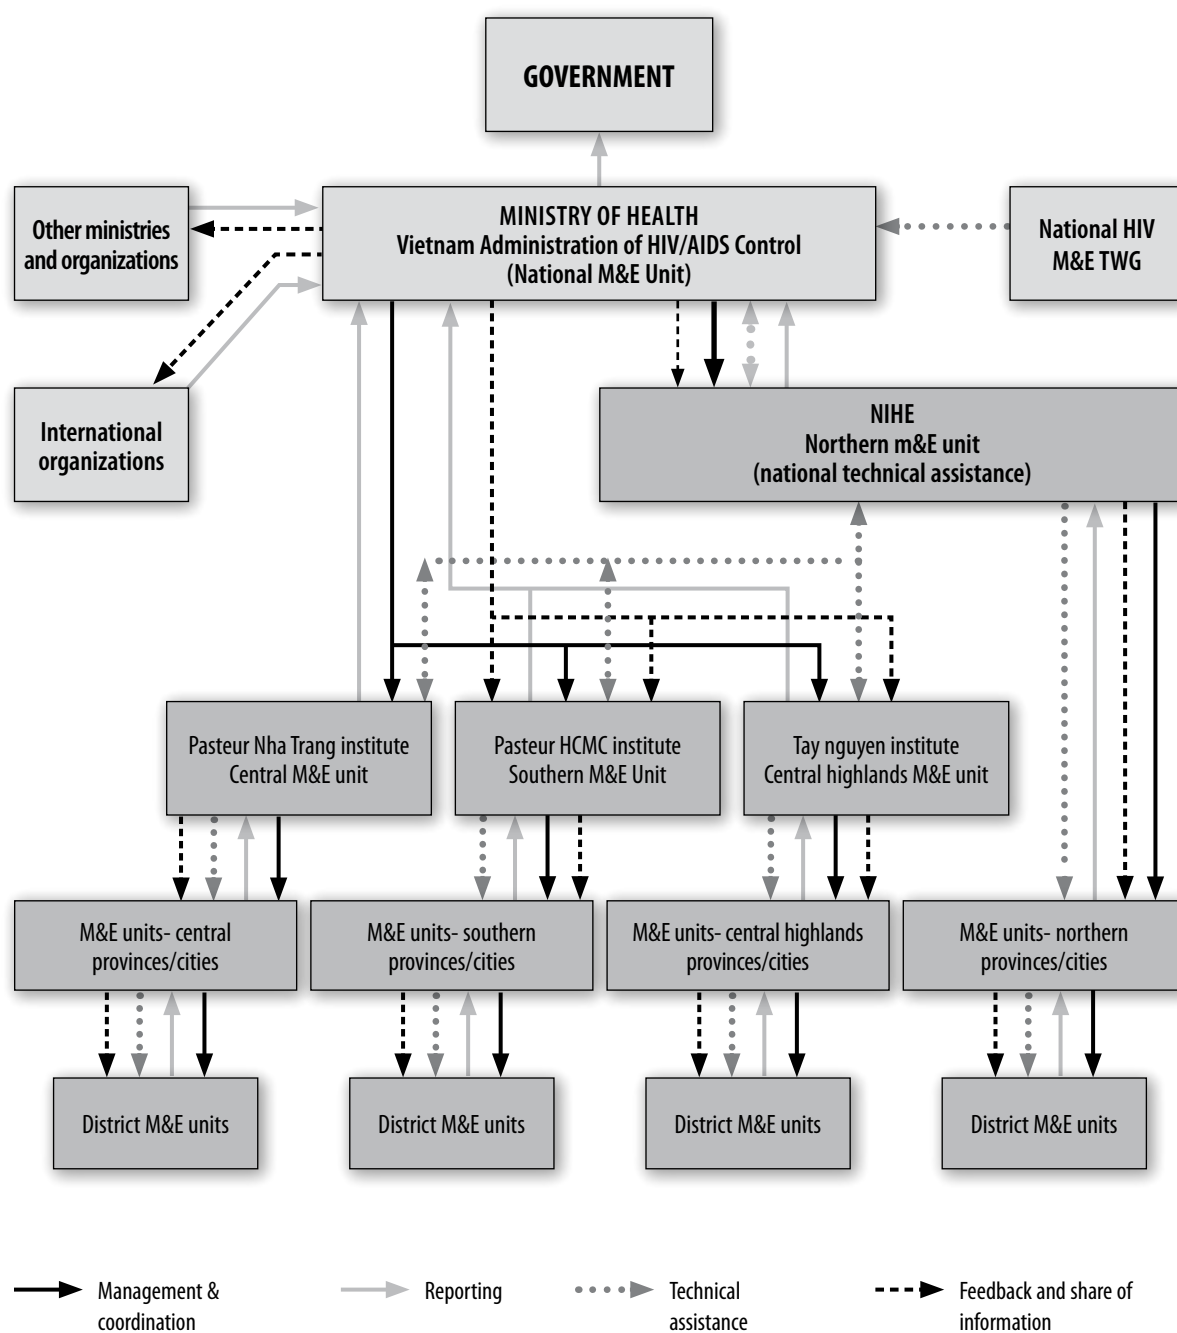 GOVERNMENT
Other ministries
and organizations
MINISTRY OF HEALTH
Vietnam Administration of HIV/AIDS Control
(National M&E Unit)
National HIV
M&E TWG
International
organizations
NIHE
Northern m&E unit
(national technical assistance)
Pasteur Nha Trang institute
Central M&E unit
Pasteur HCMC institute
Southern M&E Unit
Tay nguyen institute
Central highlands M&E unit
M&E units- central
provinces/cities
M&E units- southern
provinces/cities
M&E units- central highlands
provinces/cities
M&E units- northern
provinces/cities
District M&E units
District M&E units
District M&E units
District M&E units
Management &
coordination
Reporting
Technical
assistance
Feedback and share of
information